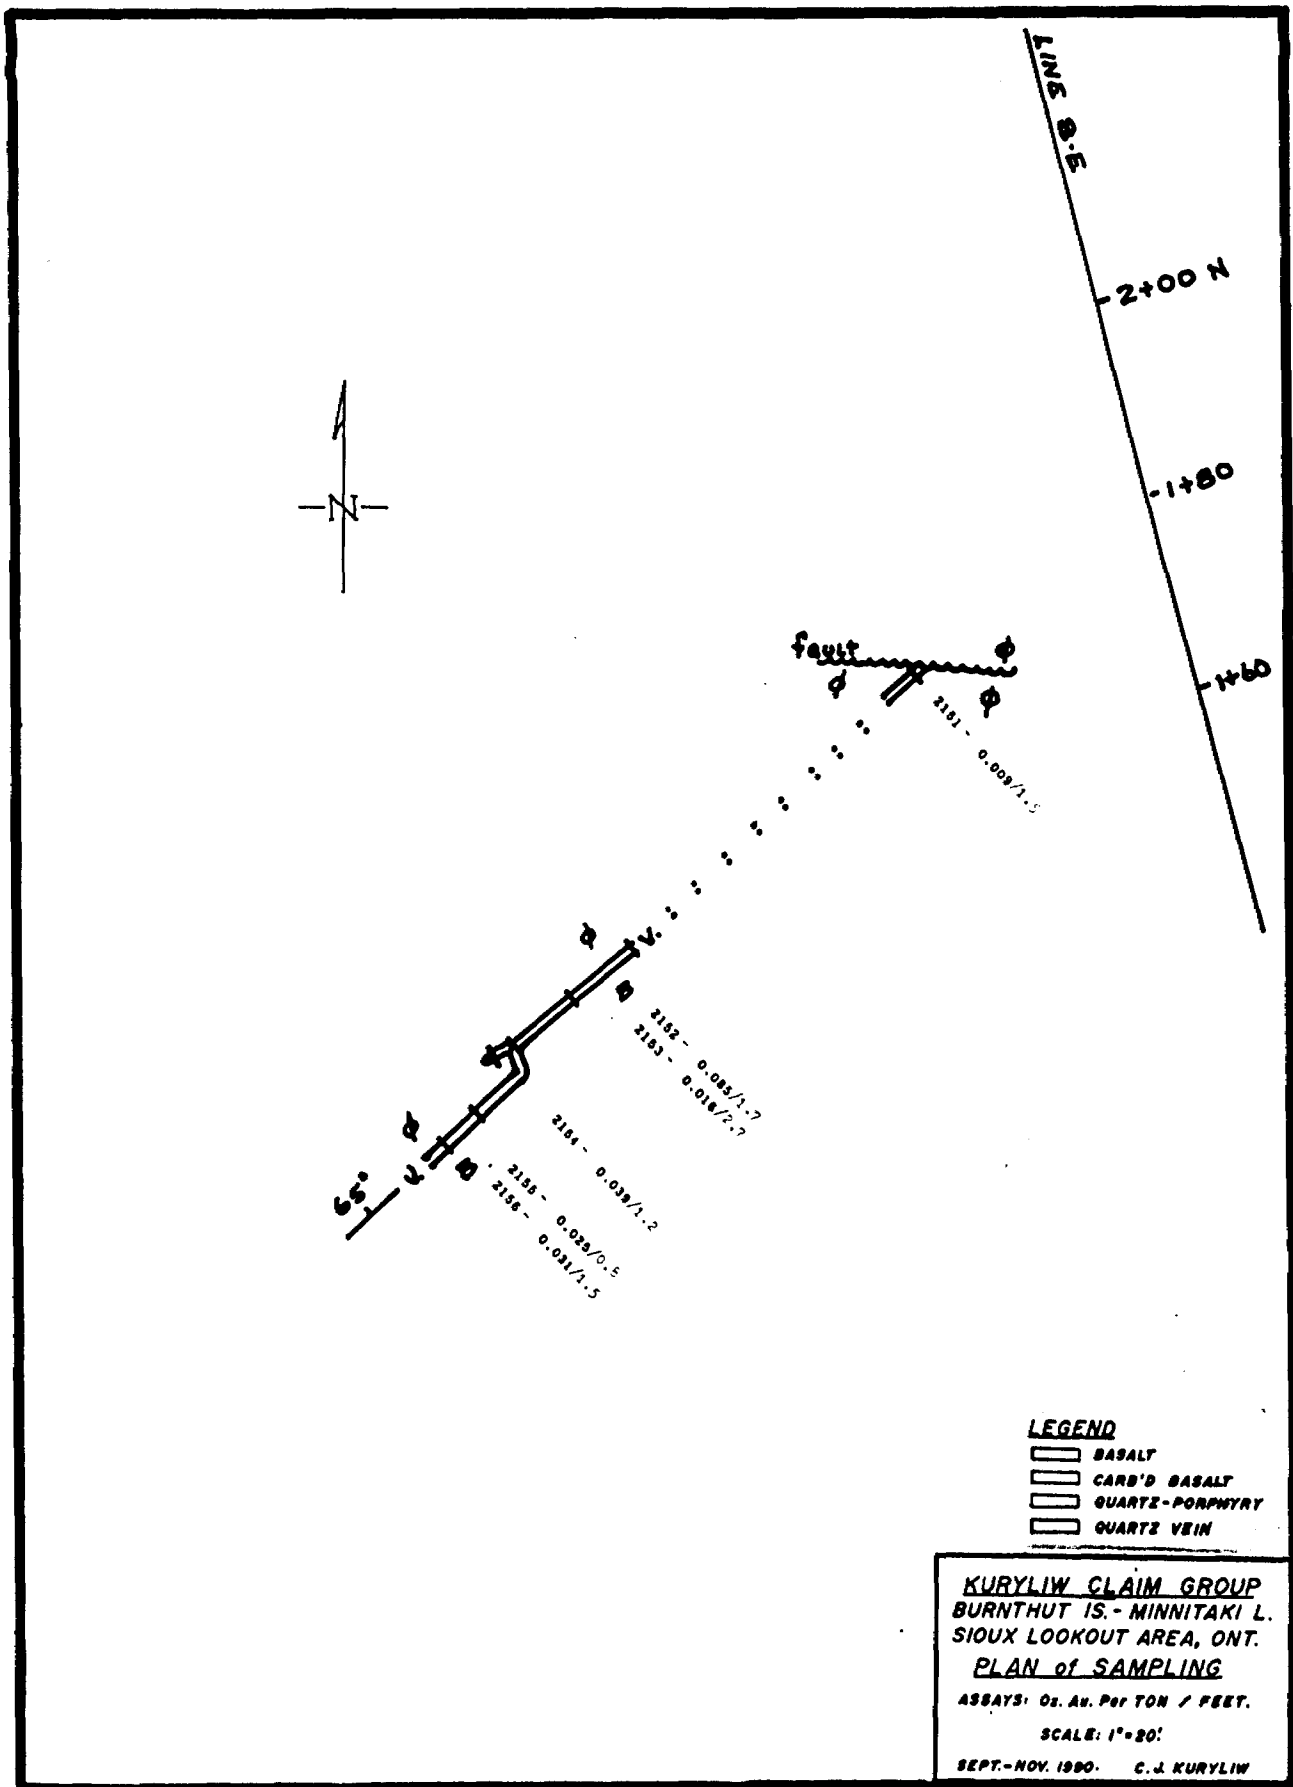 LINE 8-E
2+00 N
1+80
1+60
N
fault
φ
φ
φ
2151 - 0.009/1.5
φ
V.
B
2152 - 0.085/1.7
2153 - 0.016/2.7
2154 - 0.039/1.2
φ
V.
B
2155 - 0.025/0.5
2156 - 0.031/1.5
65°
LEGEND
BASALT
CARB'D BASALT
QUARTZ-PORPHYRY
QUARTZ VEIN
KURYLIW CLAIM GROUP
BURNTHUT IS.- MINNITAKI L.
SIOUX LOOKOUT AREA, ONT.
PLAN of SAMPLING
ASSAYS: Oz. Au. Per TON / FEET.
SCALE: 1"=20'
SEPT.-NOV. 1990. C.J. KURYLIW